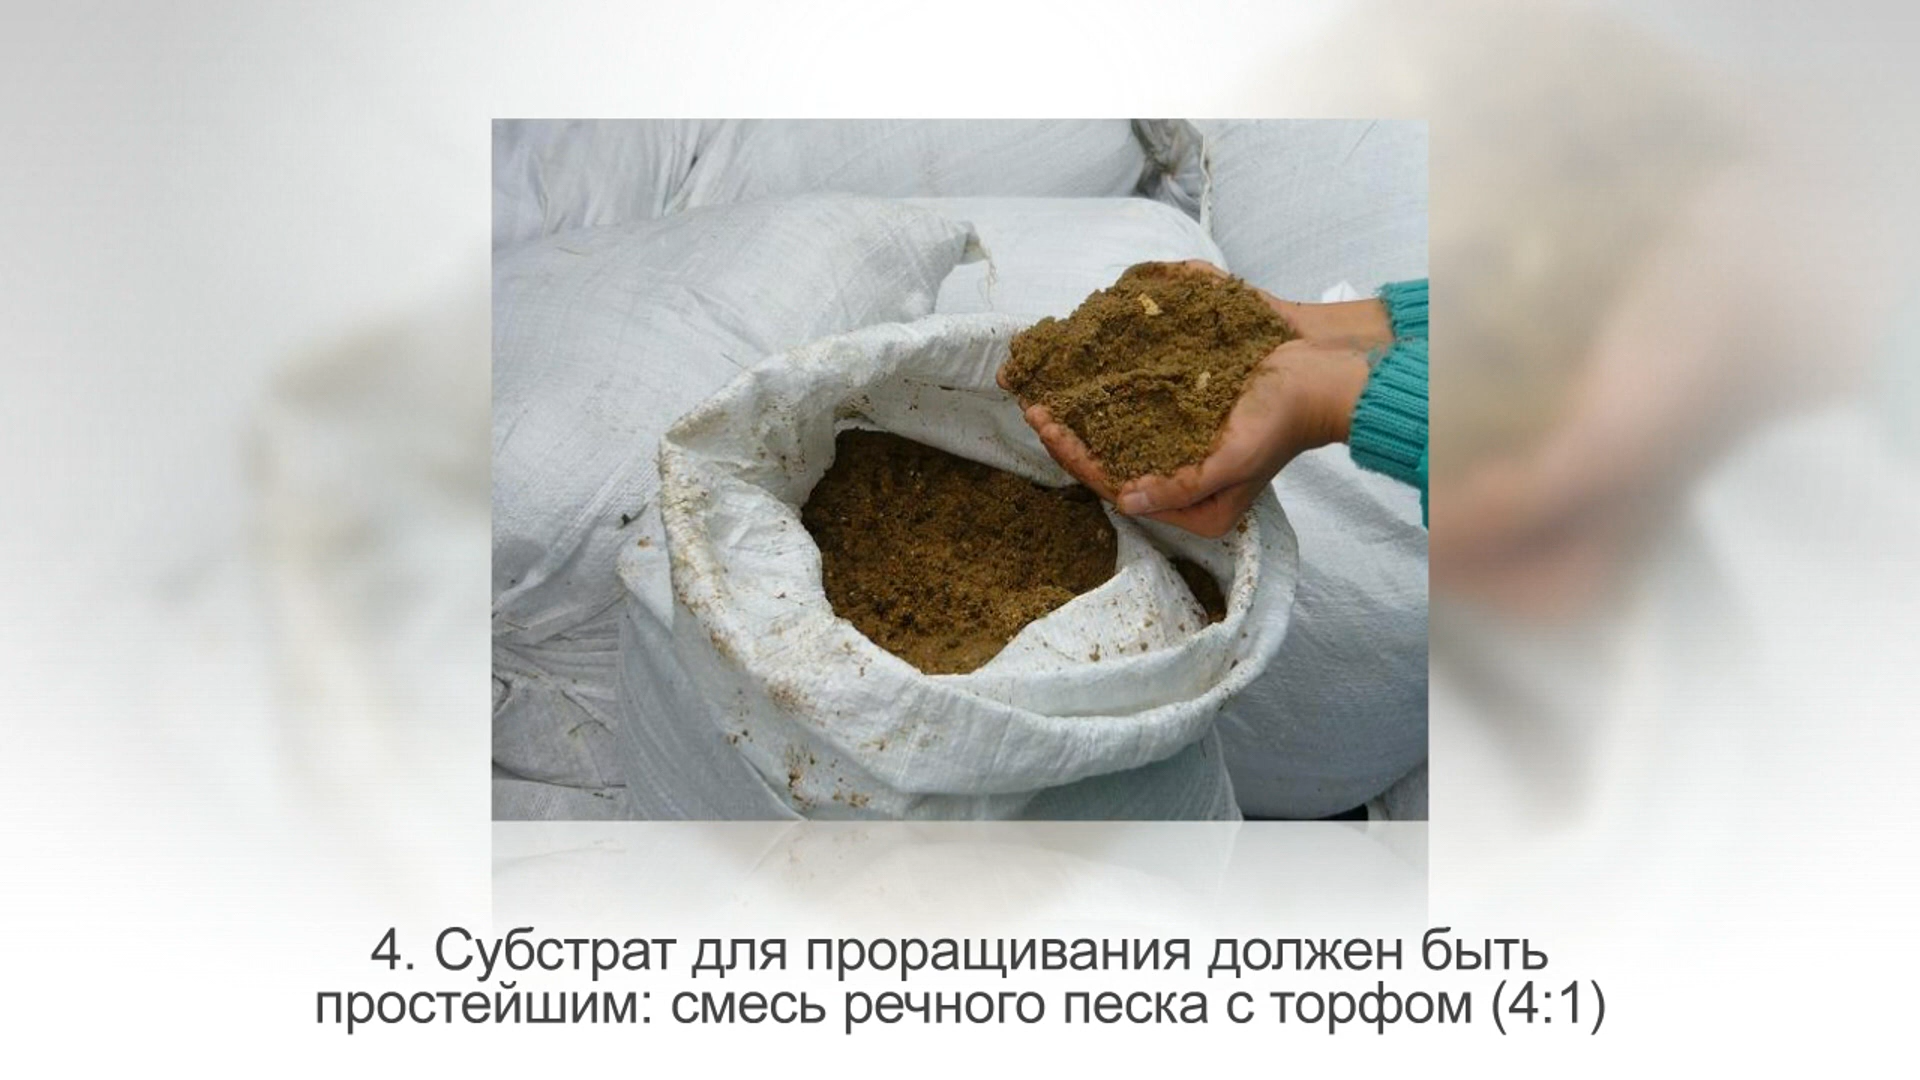 4. Субстрат для проращивания должен быть
простейшим: смесь речного песка с торфом (4:1)